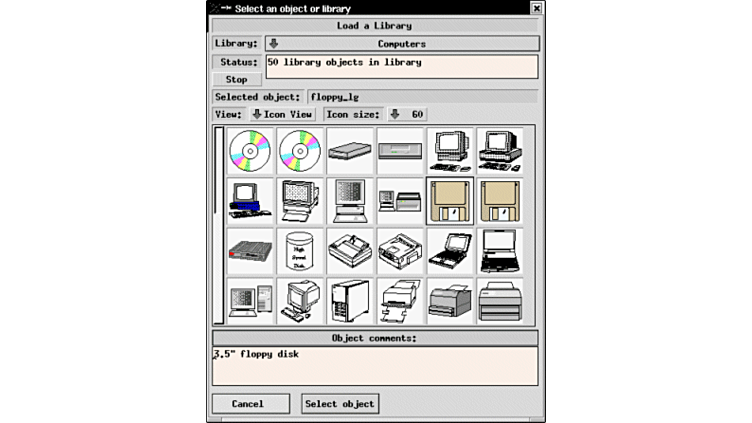 Select an object or library
Load a Library
Library: Computers
Status: 50 library objects in library
Stop
Selected object: floppy_lg
View: Icon View Icon size: 60
High
Speed
Disk
Object comments:
3.5" floppy disk
Cancel Select object